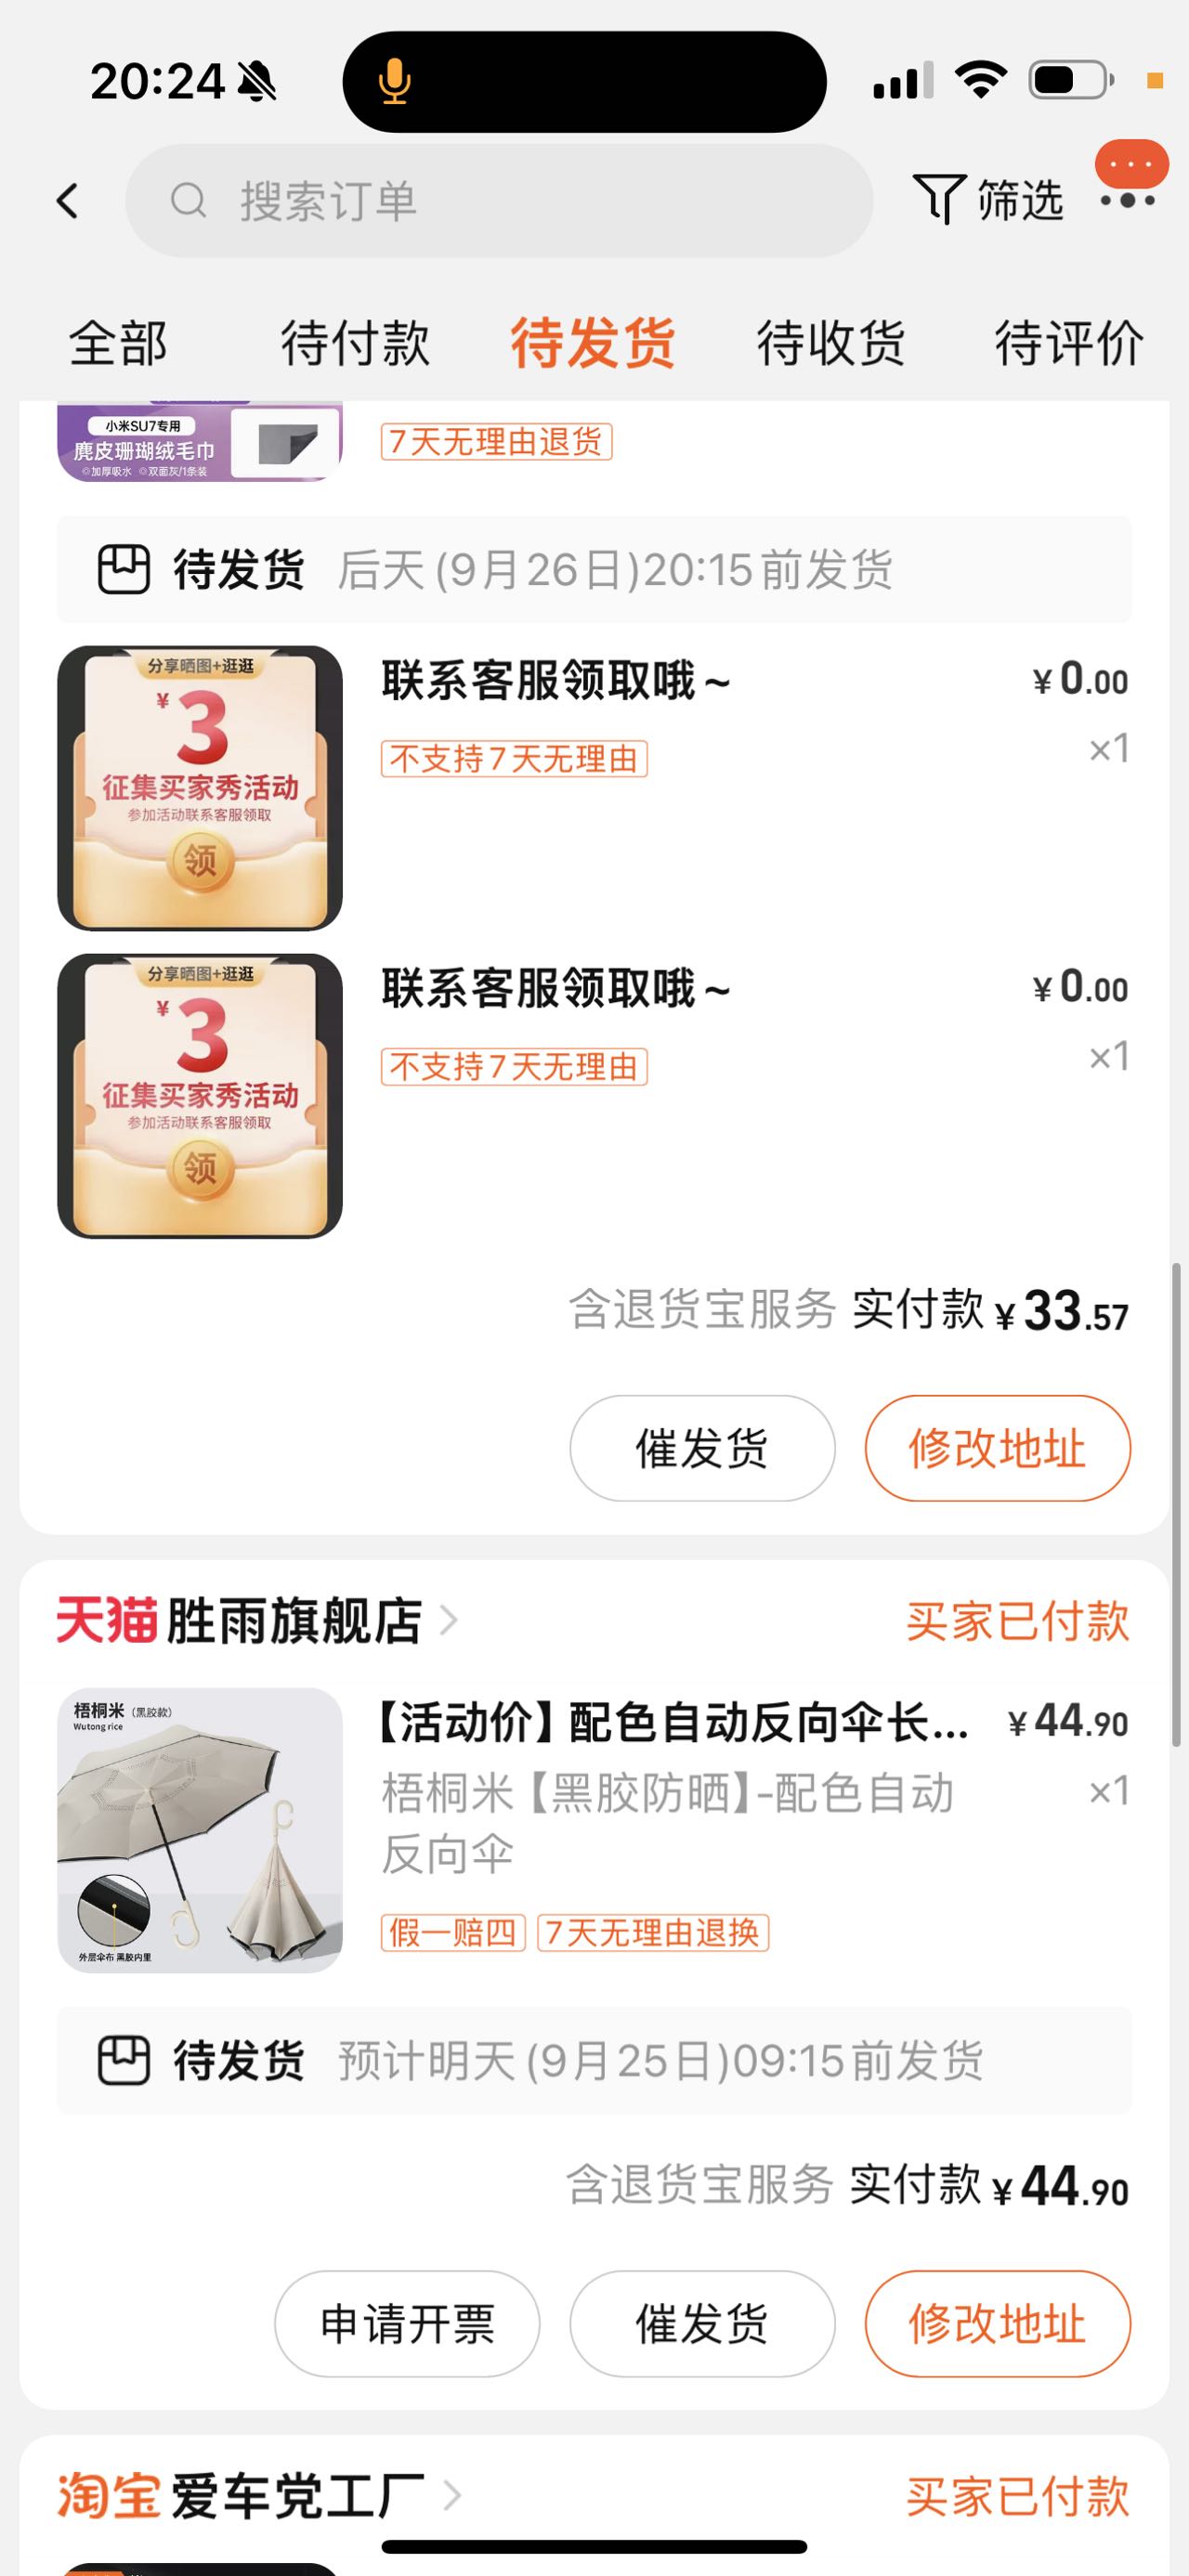 20:24
搜索订单
筛选
全部
待付款
待发货
待收货
待评价
小米SU7专用
麂皮珊瑚绒毛巾
◎加厚吸水 ◎双面灰/1条装
7天无理由退货
待发货 后天(9月26日)20:15前发货
分享晒图+逛逛
¥3
征集买家秀活动
参加活动联系客服领取
领
联系客服领取哦~
¥0.00
不支持7天无理由
×1
分享晒图+逛逛
¥3
征集买家秀活动
参加活动联系客服领取
领
联系客服领取哦~
¥0.00
不支持7天无理由
×1
含退货宝服务 实付款¥33.57
催发货
修改地址
天猫 胜雨旗舰店
买家已付款
梧桐米（黑胶款）
Wutong rice
外层伞布 黑胶内里
【活动价】配色自动反向伞长...
¥44.90
梧桐米【黑胶防晒】-配色自动
反向伞
×1
假一赔四
7天无理由退换
待发货 预计明天(9月25日)09:15前发货
含退货宝服务 实付款¥44.90
申请开票
催发货
修改地址
淘宝 爱车党工厂
买家已付款